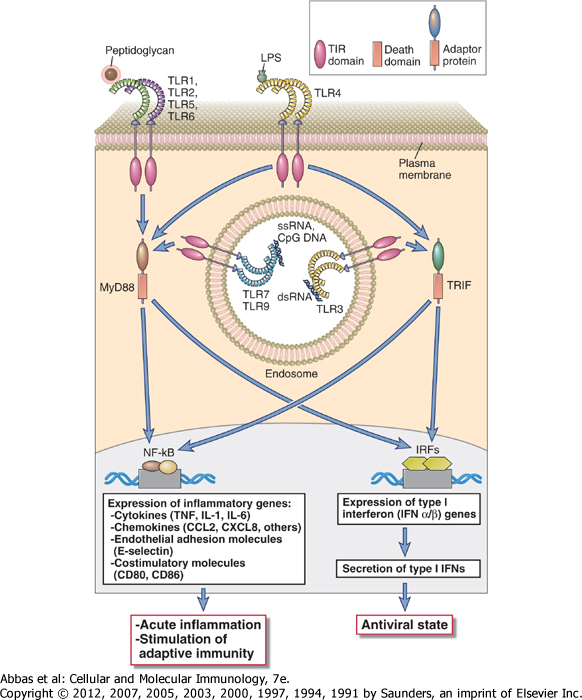 Peptidoglycan
TLR1,
TLR2,
TLR5,
TLR6
LPS
TLR4
TIR
domain
Death
domain
Adaptor
protein
Plasma
membrane
ssRNA,
CpG DNA
MyD88
TLR7
TLR9
dsRNA
TLR3
TRIF
Endosome
NF-kB
IRFs
Expression of inflammatory genes:
-Cytokines (TNF, IL-1, IL-6)
-Chemokines (CCL2, CXCL8, others)
-Endothelial adhesion molecules
(E-selectin)
-Costimulatory molecules
(CD80, CD86)
Expression of type I
interferon (IFN α/β) genes
Secretion of type I IFNs
-Acute inflammation
-Stimulation of
adaptive immunity
Antiviral state
Abbas et al: Cellular and Molecular Immunology, 7e.
Copyright © 2012, 2007, 2005, 2003, 2000, 1997, 1994, 1991 by Saunders, an imprint of Elsevier Inc.